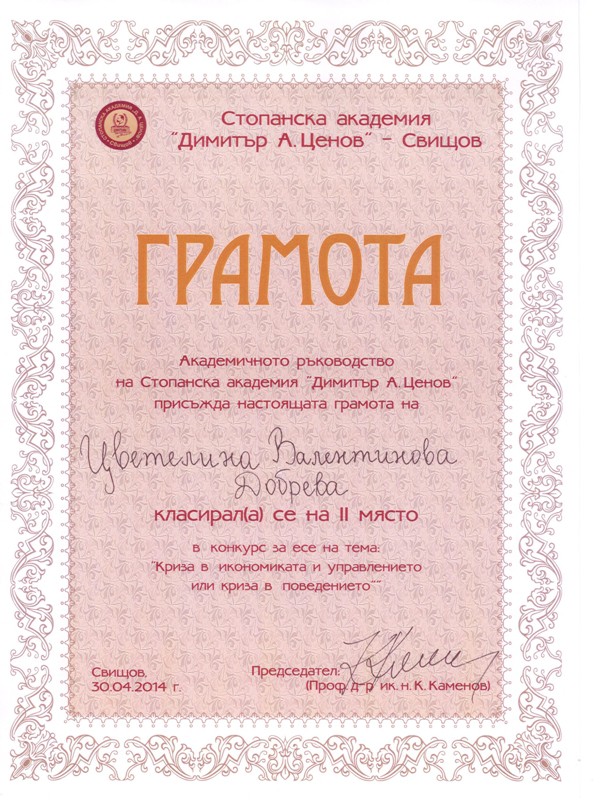 Стопанска академия
"Димитър А. Ценов" - Свищов
ГРАМОТА
Академичното ръководство
на Стопанска академия "Димитър А. Ценов"
присъжда настоящата грамота на
Цветелина Валентинова
Добрева
класирал(а) се на II място
в конкурс за есе на тема:
"Криза в икономиката и управлението
или криза в поведението""
Свищов,
30.04.2014 г.
Председател:
(Проф. д-р ик. н. К. Каменов)